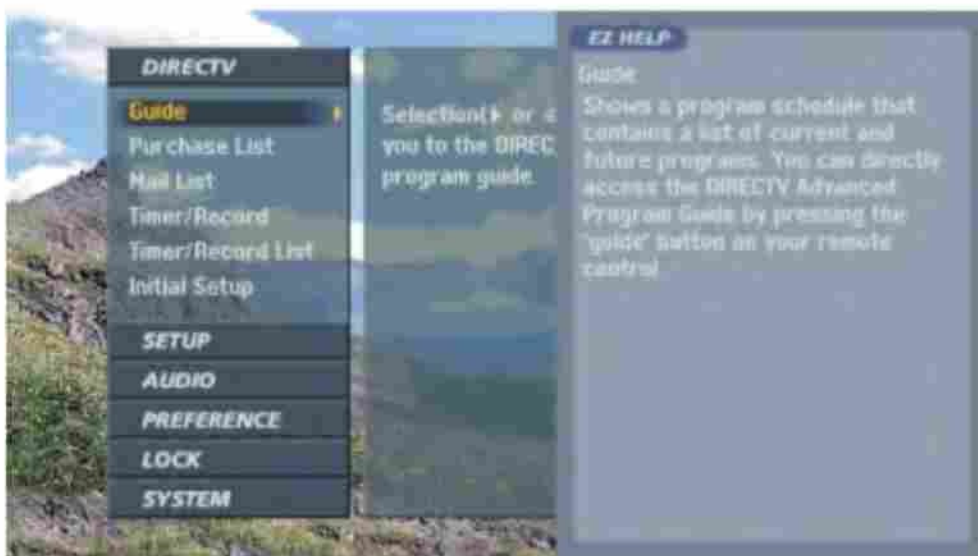 DIRECTV
Guide
Purchase List
Mail List
Timer/Record
Timer/Record List
Initial Setup
SETUP
AUDIO
PREFERENCE
LOCK
SYSTEM
Selection(▶ or
you to the DIREC
program guide.
EZ HELP
Guide
Shows a program schedule that
contains a list of current and
future programs. You can directly
access the DIRECTV Advanced
Program Guide by pressing the
"guide" button on your remote
control.